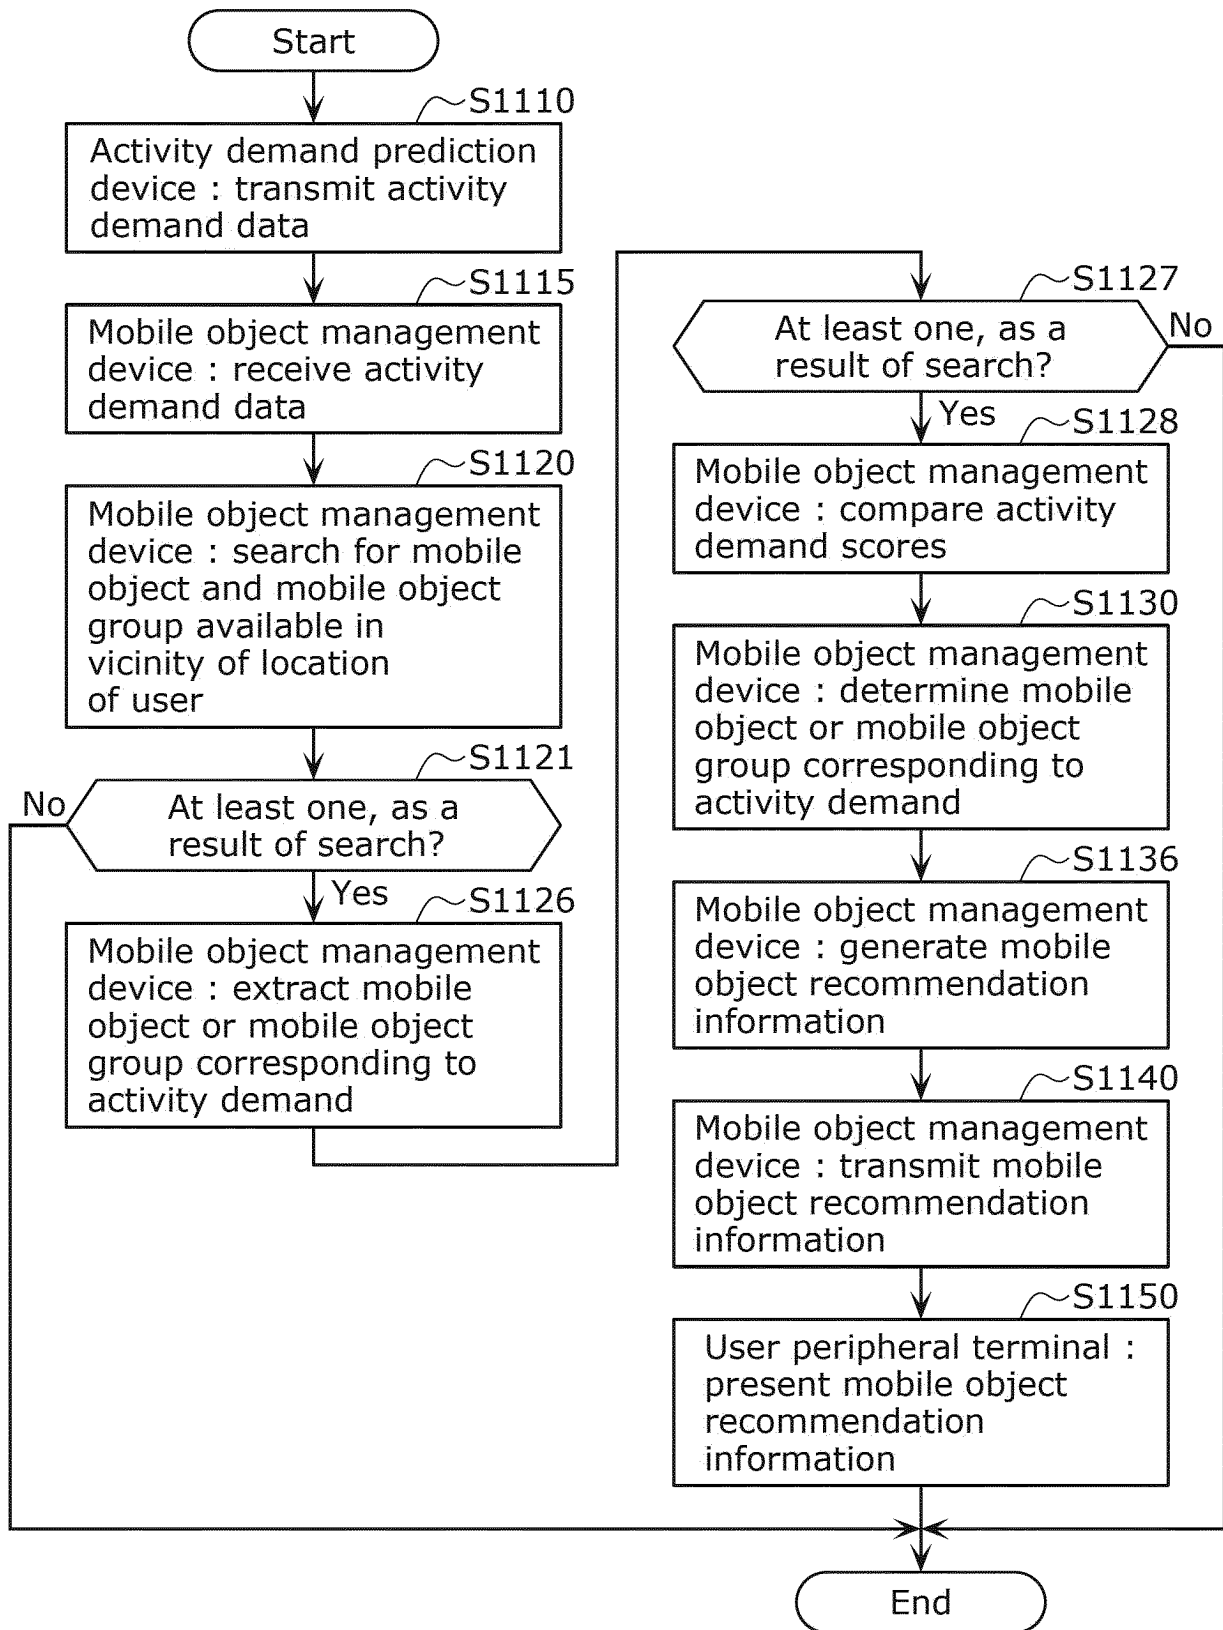 Start
S1110
Activity demand prediction
device : transmit activity
demand data
S1115
Mobile object management
device : receive activity
demand data
S1120
Mobile object management
device : search for mobile
object and mobile object
group available in
vicinity of location
of user
S1121
No
At least one, as a
result of search?
Yes
S1126
Mobile object management
device : extract mobile
object or mobile object
group corresponding to
activity demand
S1127
No
At least one, as a
result of search?
Yes
S1128
Mobile object management
device : compare activity
demand scores
S1130
Mobile object management
device : determine mobile
object or mobile object
group corresponding to
activity demand
S1136
Mobile object management
device : generate mobile
object recommendation
information
S1140
Mobile object management
device : transmit mobile
object recommendation
information
S1150
User peripheral terminal :
present mobile object
recommendation
information
End